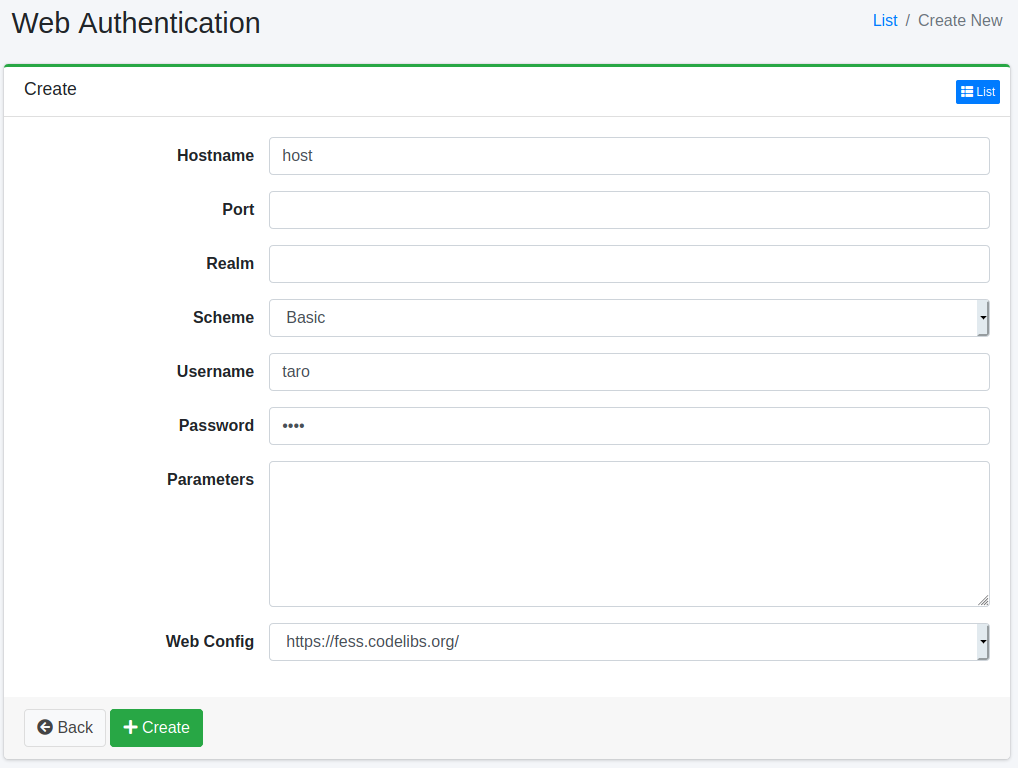 Web Authentication
List / Create New
Create
List
Hostname host
Port
Realm
Scheme Basic
Username taro
Password ••••
Parameters
Web Config https://fess.codelibs.org/
Back Create